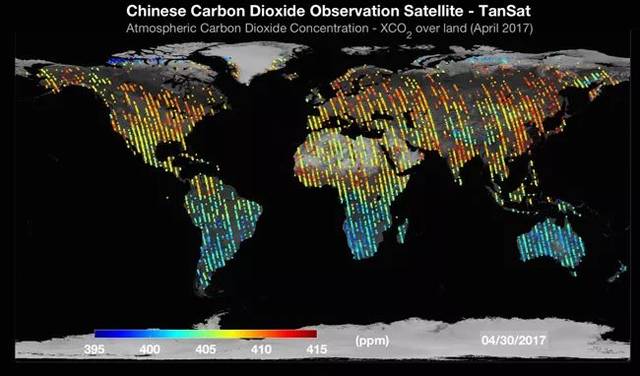 Chinese Carbon Dioxide Observation Satellite - TanSat
Atmospheric Carbon Dioxide Concentration - XCO2 over land (April 2017)
395 400 405 410 415 (ppm) 04/30/2017